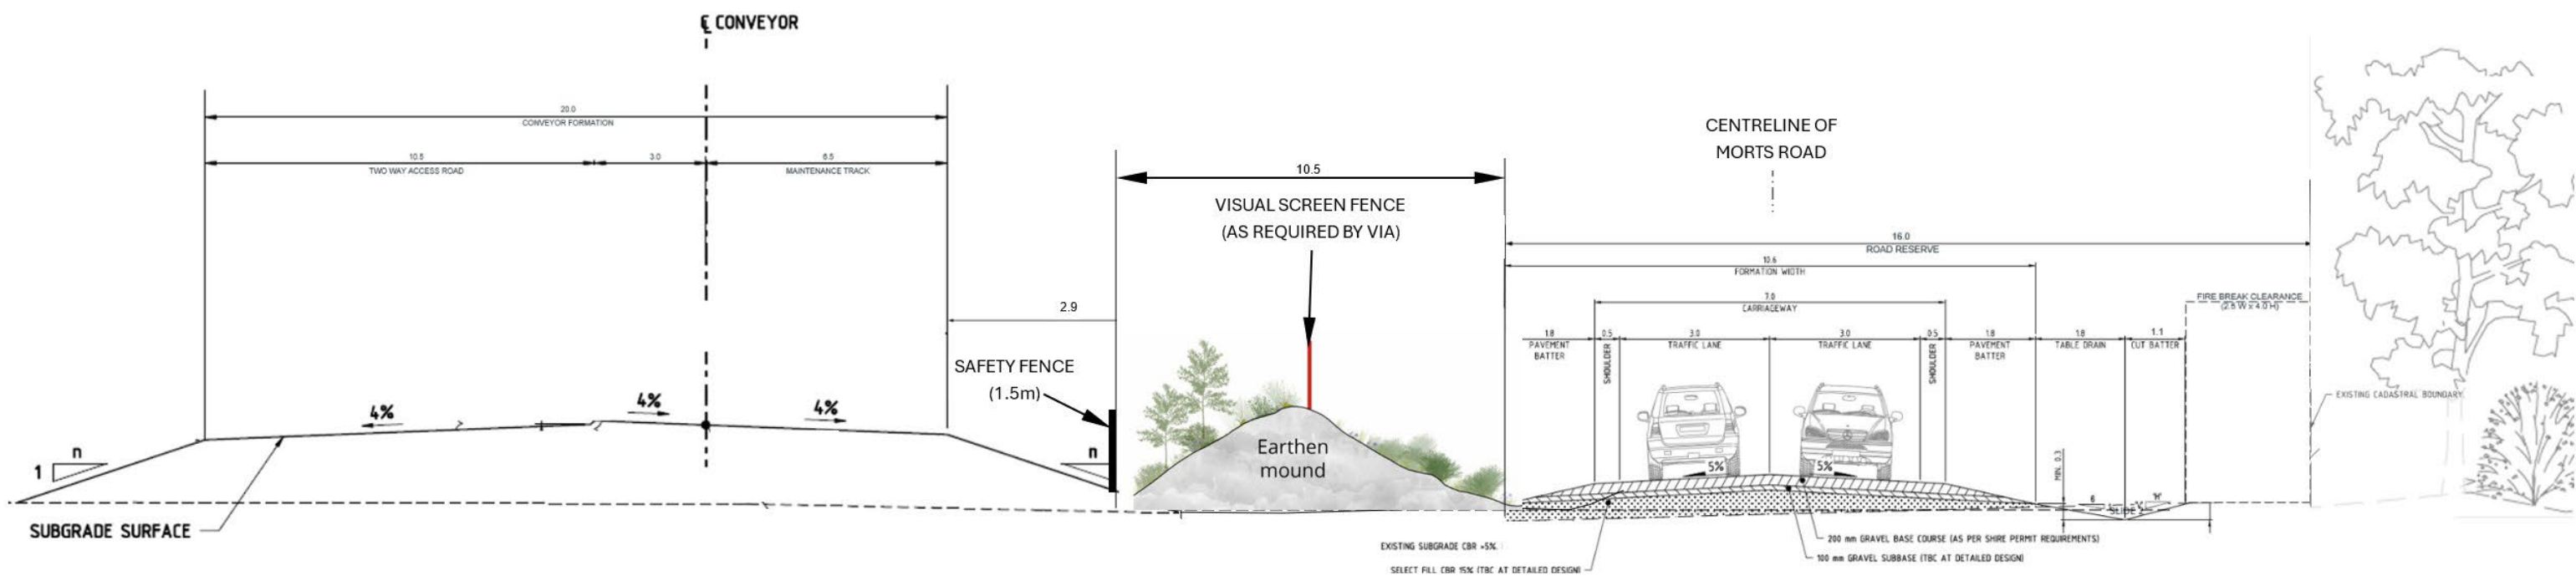 ℄ CONVEYOR
20.0
CONVEYOR FORMATION
10.5
3.0
6.5
TWO WAY ACCESS ROAD
MAINTENANCE TRACK
4%
4%
4%
1
n
SUBGRADE SURFACE
2.9
SAFETY FENCE
(1.5m)
n
10.5
VISUAL SCREEN FENCE
(AS REQUIRED BY VIA)
Earthen
mound
CENTRELINE OF
MORTS ROAD
16.0
ROAD RESERVE
10.6
FORMATION WIDTH
7.0
CARRIAGEWAY
1.8
PAVEMENT
BATTER
0.5
SHOULDER
3.0
TRAFFIC LANE
3.0
TRAFFIC LANE
0.5
SHOULDER
1.8
PAVEMENT
BATTER
1.8
TABLE DRAIN
1.1
CUT BATTER
FIRE BREAK CLEARANCE
(2.5 W x 4.0 H)
EXISTING CADASTRAL BOUNDARY
5%
5%
MIN. 0.3
6
EXISTING SUBGRADE CBR >5%
SELECT FILL CBR 15% (TBC AT DETAILED DESIGN)
200 mm GRAVEL BASE COURSE (AS PER SHIRE PERMIT REQUIREMENTS)
100 mm GRAVEL SUBBASE (TBC AT DETAILED DESIGN)